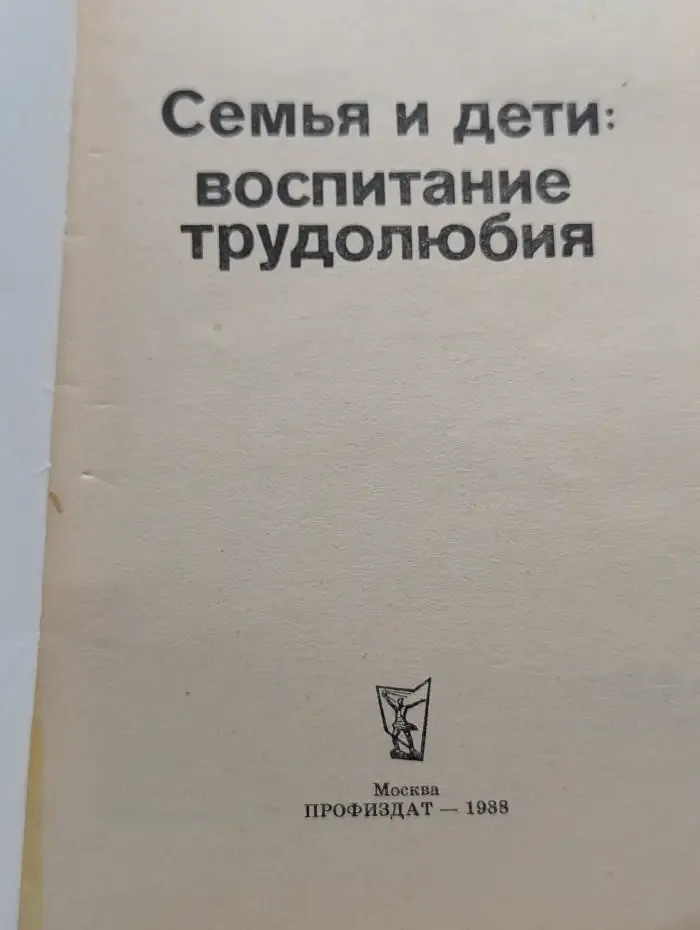 Семья и дети:
воспитание
трудолюбия
Москва
ПРОФИЗДАТ — 1988